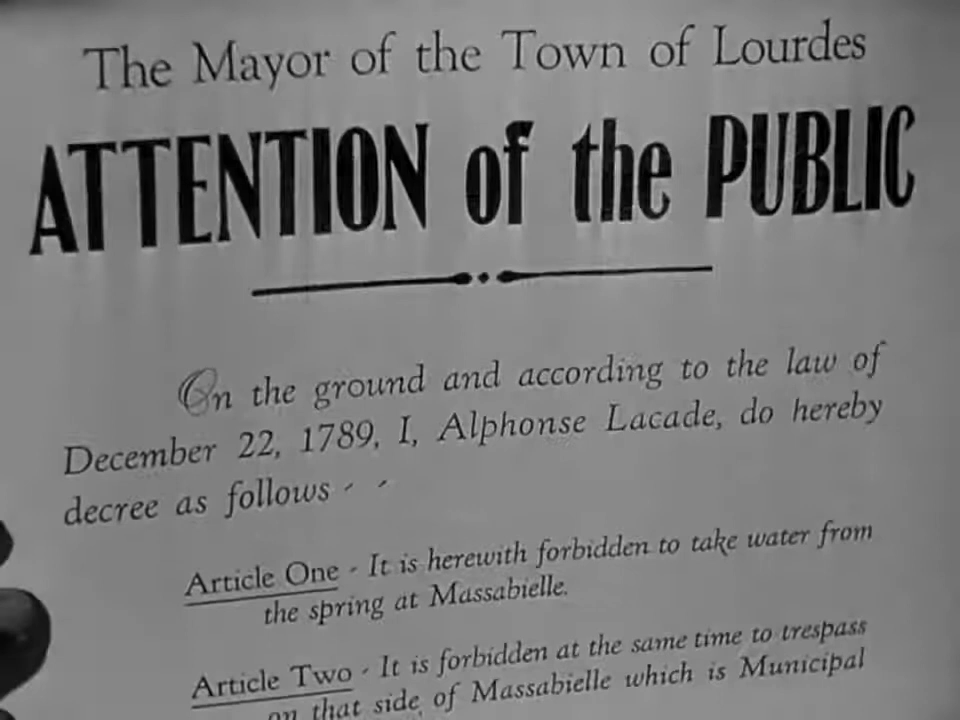 The Mayor of the Town of Lourdes
ATTENTION of the PUBLIC
On the ground and according to the law of
December 22, 1789, I, Alphonse Lacade, do hereby
decree as follows - -
Article One - It is herewith forbidden to take water from
the spring at Massabielle.
Article Two - It is forbidden at the same time to trespass
on that side of Massabielle which is Municipal